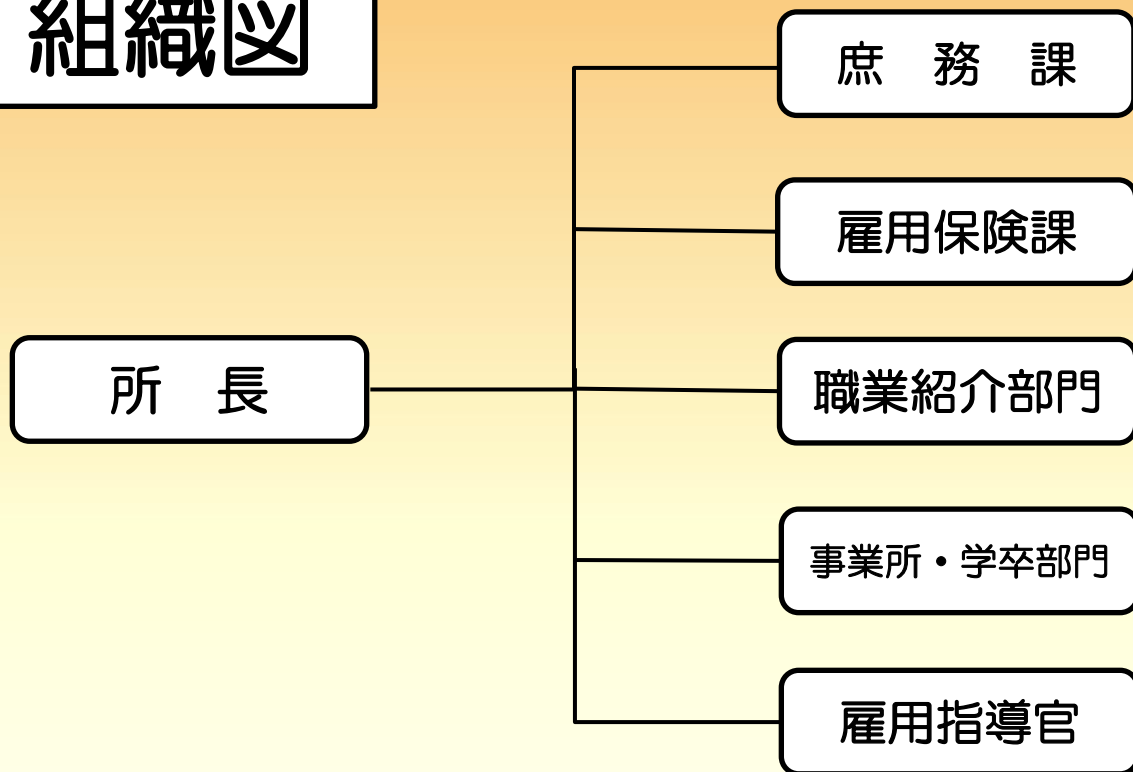 組織図
庶　務　課
雇用保険課
所　長
職業紹介部門
事業所・学卒部門
雇用指導官